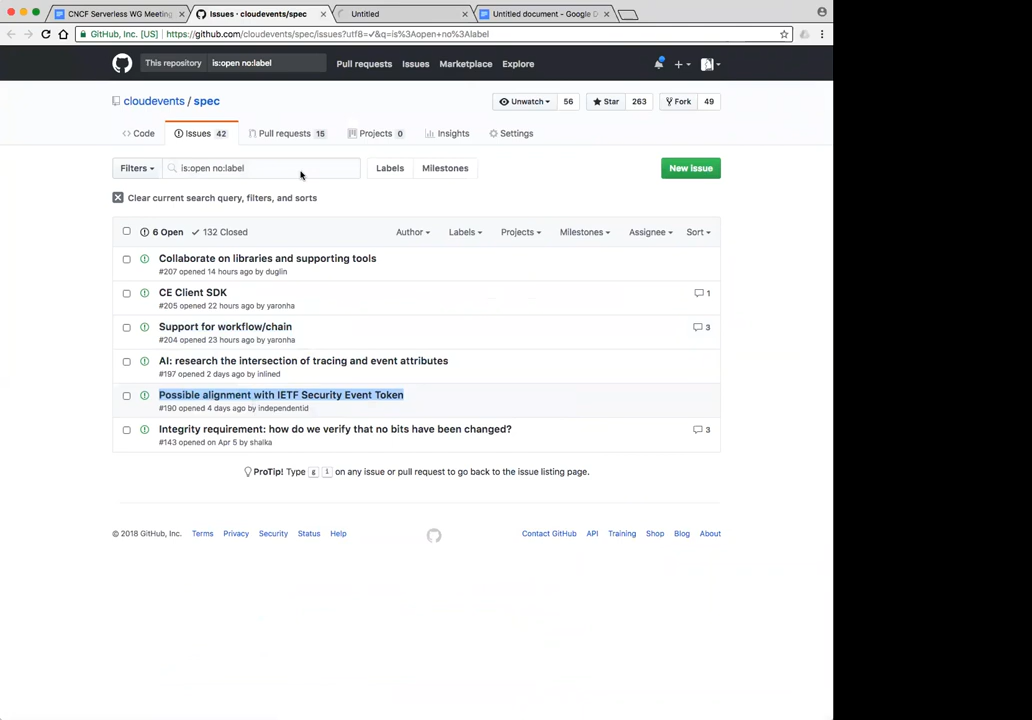 CNCF Serverless WG Meeting
Issues · cloudevents/spec
Untitled
Untitled document - Google D
GitHub, Inc. [US]
https://github.com/cloudevents/spec/issues?utf8=✓&q=is%3Aopen+no%3Alabel
This repository
is:open no:label
Pull requests
Issues
Marketplace
Explore
cloudevents / spec
Unwatch 56
Star 263
Fork 49
Code
Issues 42
Pull requests 15
Projects 0
Insights
Settings
Filters
is:open no:label
Labels
Milestones
New issue
Clear current search query, filters, and sorts
6 Open
132 Closed
Author
Labels
Projects
Milestones
Assignee
Sort
Collaborate on libraries and supporting tools
#207 opened 14 hours ago by duglin
CE Client SDK
1
#205 opened 22 hours ago by yaronha
Support for workflow/chain
3
#204 opened 23 hours ago by yaronha
AI: research the intersection of tracing and event attributes
#197 opened 2 days ago by inlined
Possible alignment with IETF Security Event Token
#190 opened 4 days ago by independentid
Integrity requirement: how do we verify that no bits have been changed?
3
#143 opened on Apr 5 by shalka
ProTip! Type g i on any issue or pull request to go back to the issue listing page.
© 2018 GitHub, Inc.
Terms
Privacy
Security
Status
Help
Contact GitHub
API
Training
Shop
Blog
About